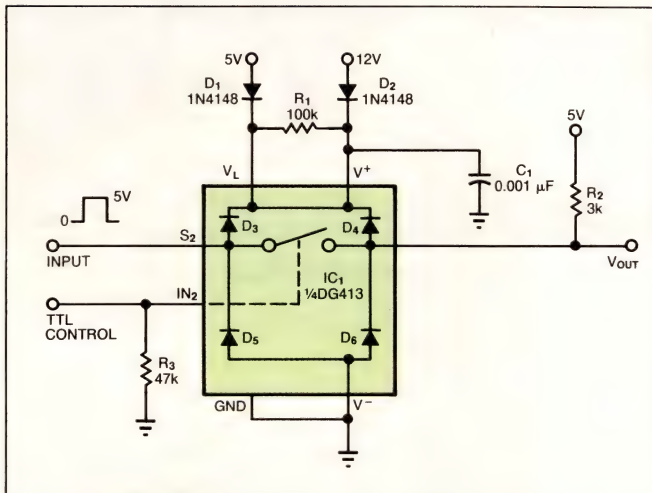 5V
12V
D1
1N4148
D2
1N4148
R1
100k
5V
VL
V+
C1
0.001 µF
R2
3k
0
5V
D3
D4
S2
INPUT
VOUT
IC1
¼DG413
IN2
TTL
CONTROL
D5
D6
R3
47k
GND
V−